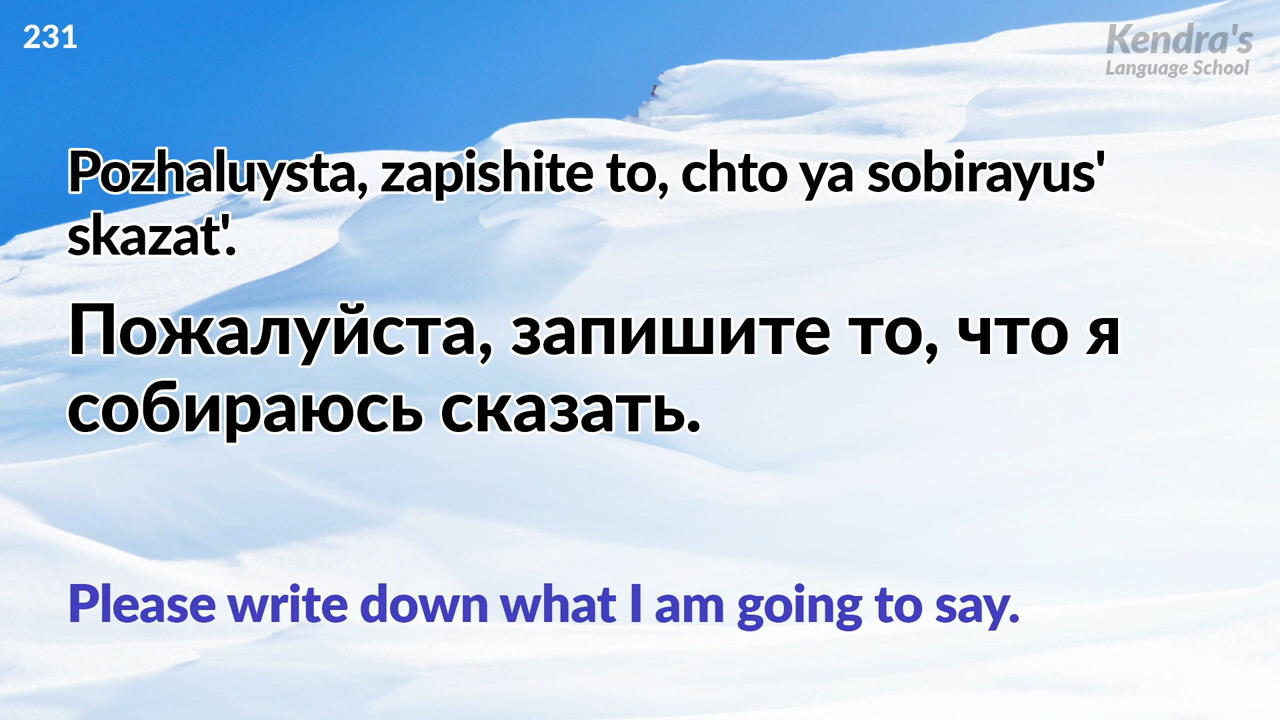 231
Kendra's
Language School
Pozhaluysta, zapishite to, chto ya sobirayus'
skazat'.
Пожалуйста, запишите то, что я
собираюсь сказать.
Please write down what I am going to say.